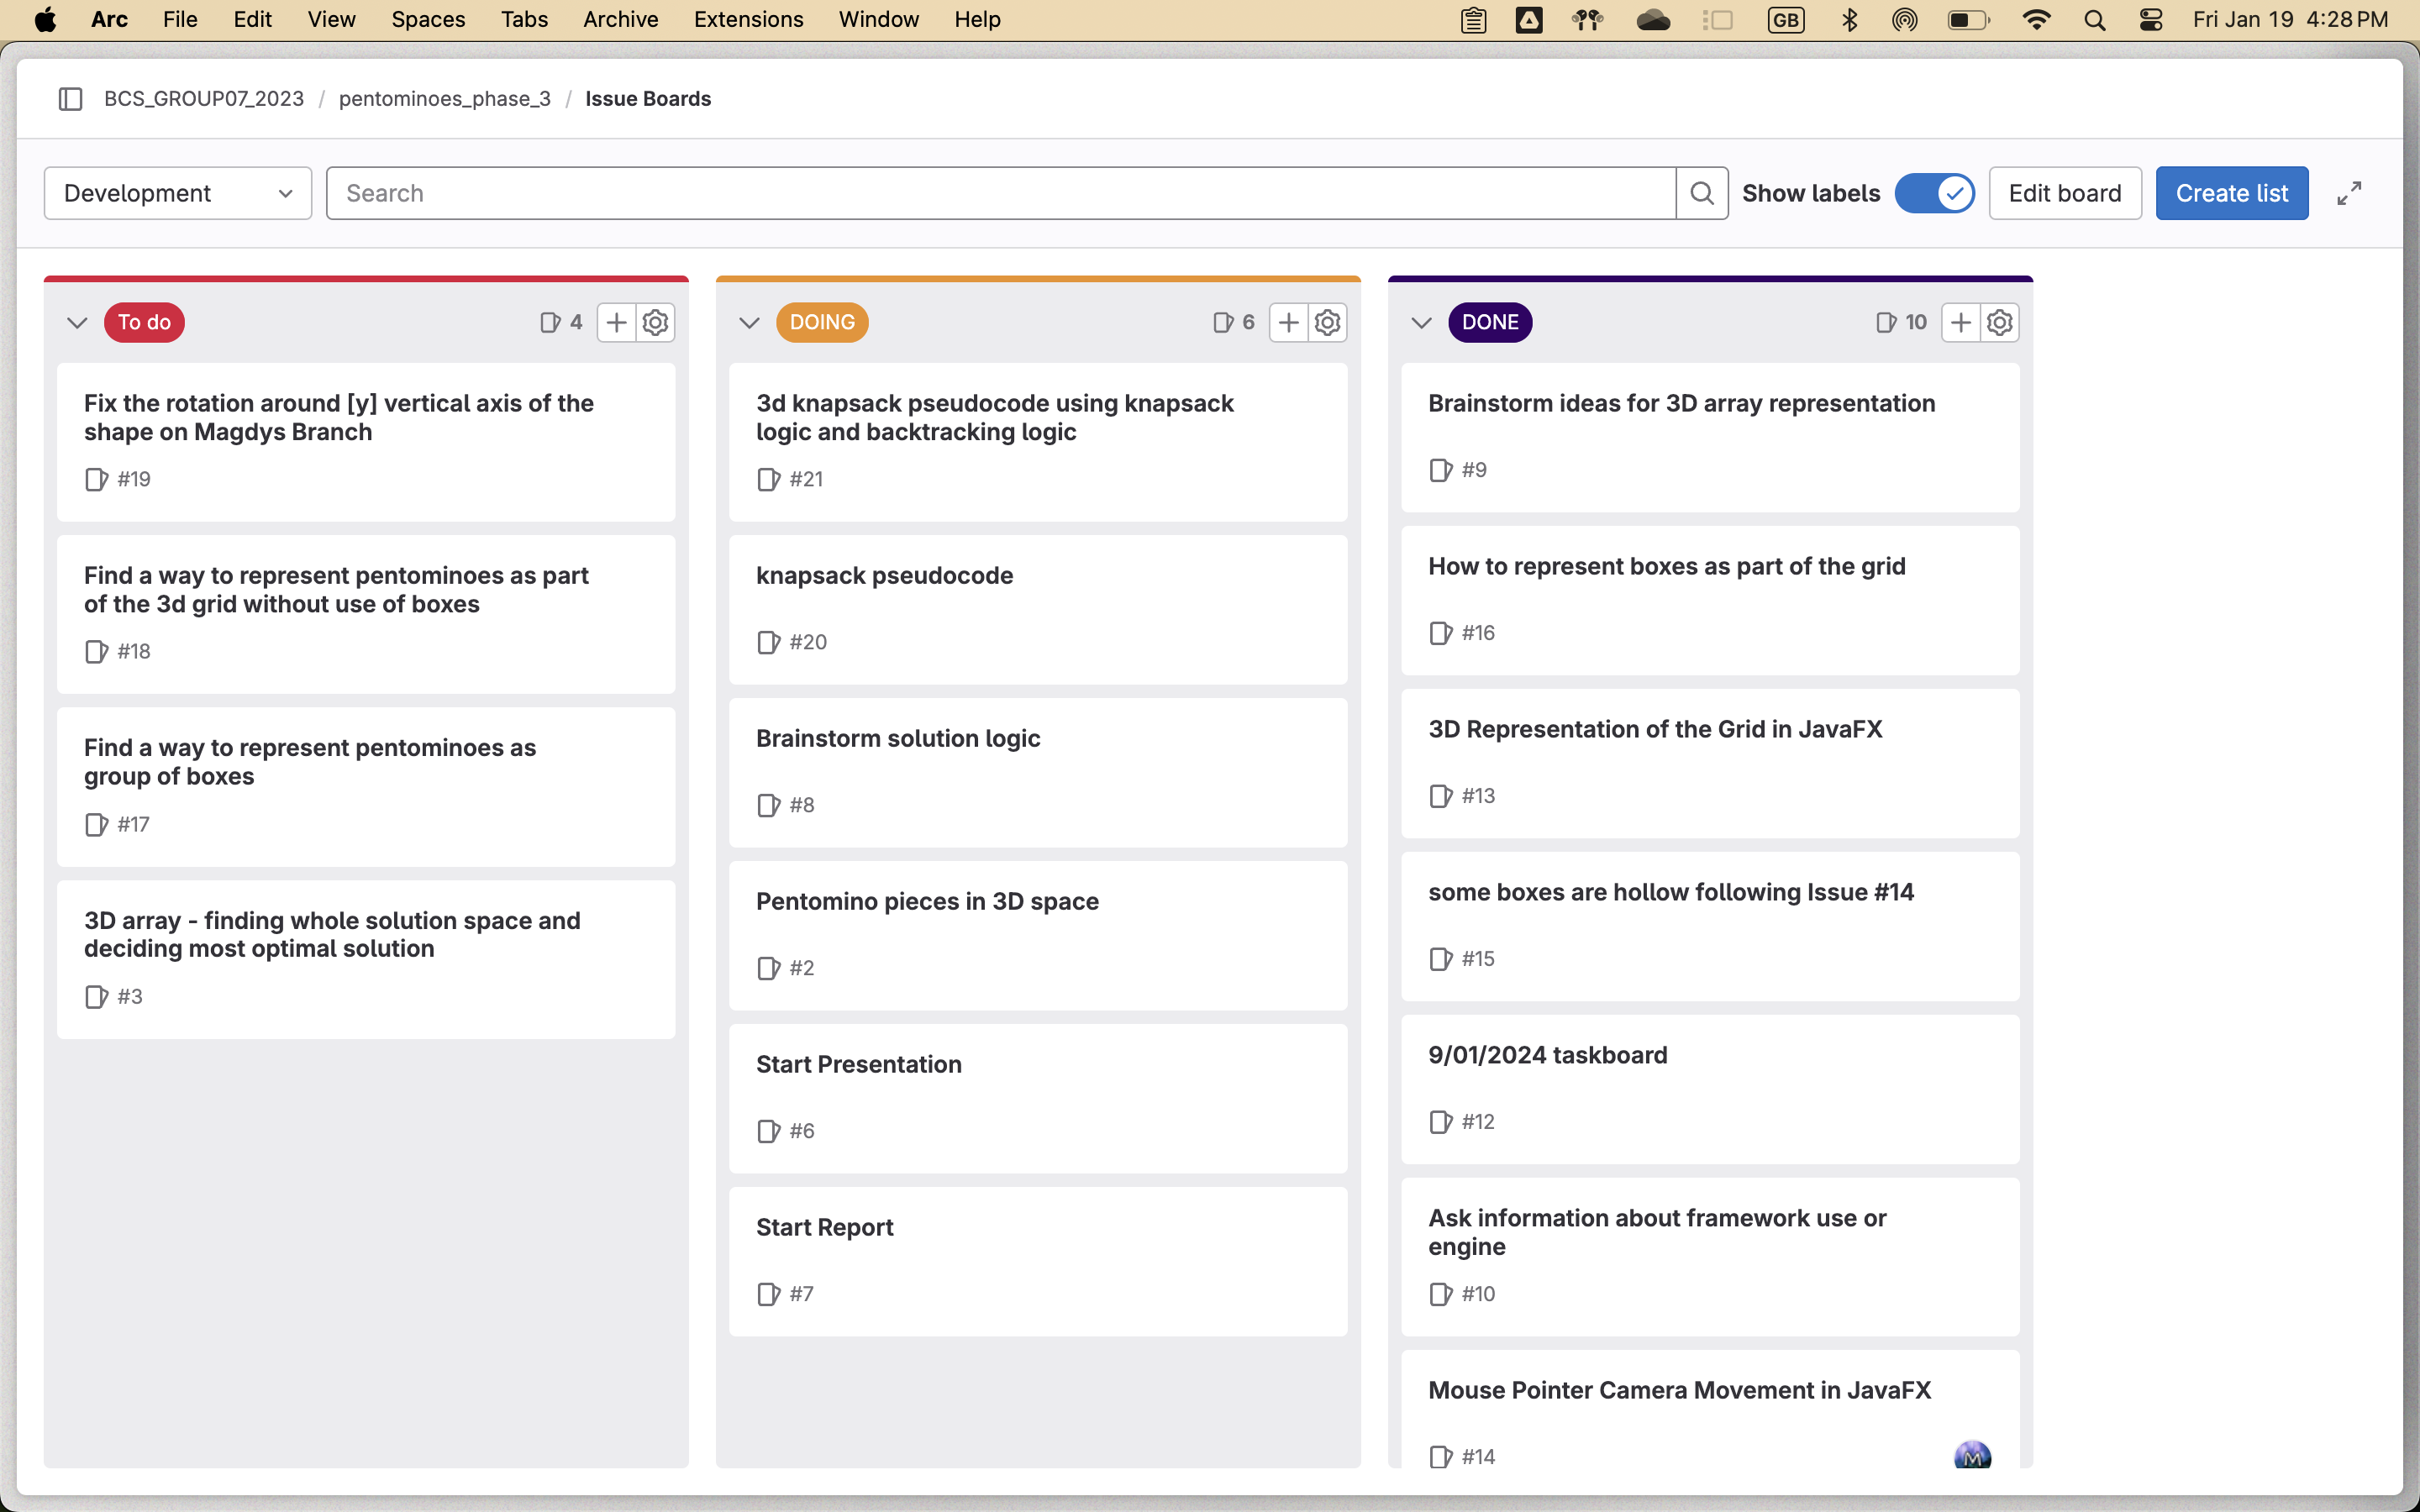 Arc File Edit View Spaces Tabs Archive Extensions Window Help GB Fri Jan 19 4:28 PM
BCS_GROUP07_2023 / pentominoes_phase_3 / Issue Boards
Development Search Show labels Edit board Create list
To do 4
Fix the rotation around [y] vertical axis of the
shape on Magdys Branch
#19
Find a way to represent pentominoes as part
of the 3d grid without use of boxes
#18
Find a way to represent pentominoes as
group of boxes
#17
3D array - finding whole solution space and
deciding most optimal solution
#3
DOING 6
3d knapsack pseudocode using knapsack
logic and backtracking logic
#21
knapsack pseudocode
#20
Brainstorm solution logic
#8
Pentomino pieces in 3D space
#2
Start Presentation
#6
Start Report
#7
DONE 10
Brainstorm ideas for 3D array representation
#9
How to represent boxes as part of the grid
#16
3D Representation of the Grid in JavaFX
#13
some boxes are hollow following Issue #14
#15
9/01/2024 taskboard
#12
Ask information about framework use or
engine
#10
Mouse Pointer Camera Movement in JavaFX
#14
M